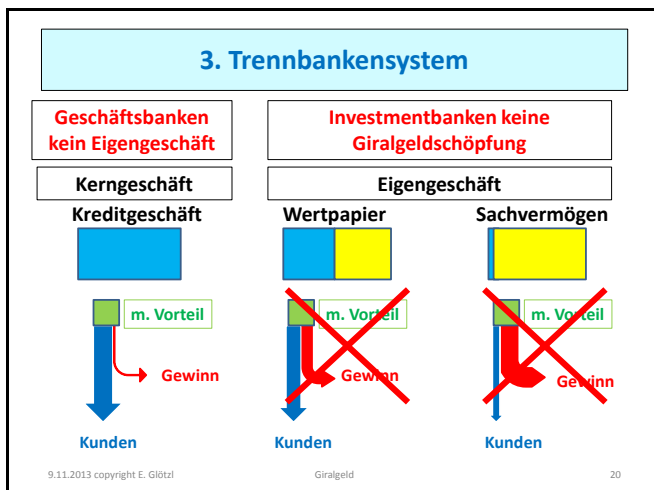 3. Trennbankensystem
Geschäftsbanken
kein Eigengeschäft
Investmentbanken keine
Giralgeldschöpfung
Kerngeschäft
Eigengeschäft
Kreditgeschäft
Wertpapier
Sachvermögen
m. Vorteil
m. Vorteil
m. Vorteil
Gewinn
Gewinn
Gewinn
Kunden
Kunden
Kunden
9.11.2013 copyright E. Glötzl
Giralgeld
20